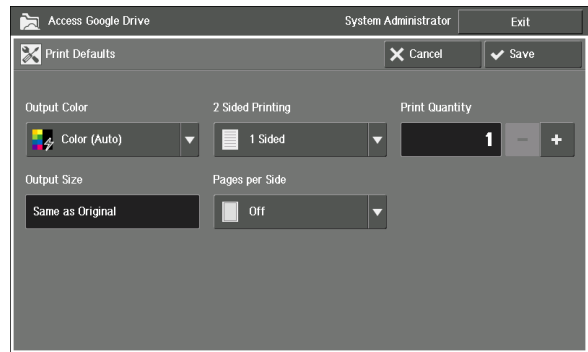 Access Google Drive System Administrator Exit
Print Defaults Cancel Save
Output Color 2 Sided Printing Print Quantity
Color (Auto) 1 Sided 1 − +
Output Size Pages per Side
Same as Original Off